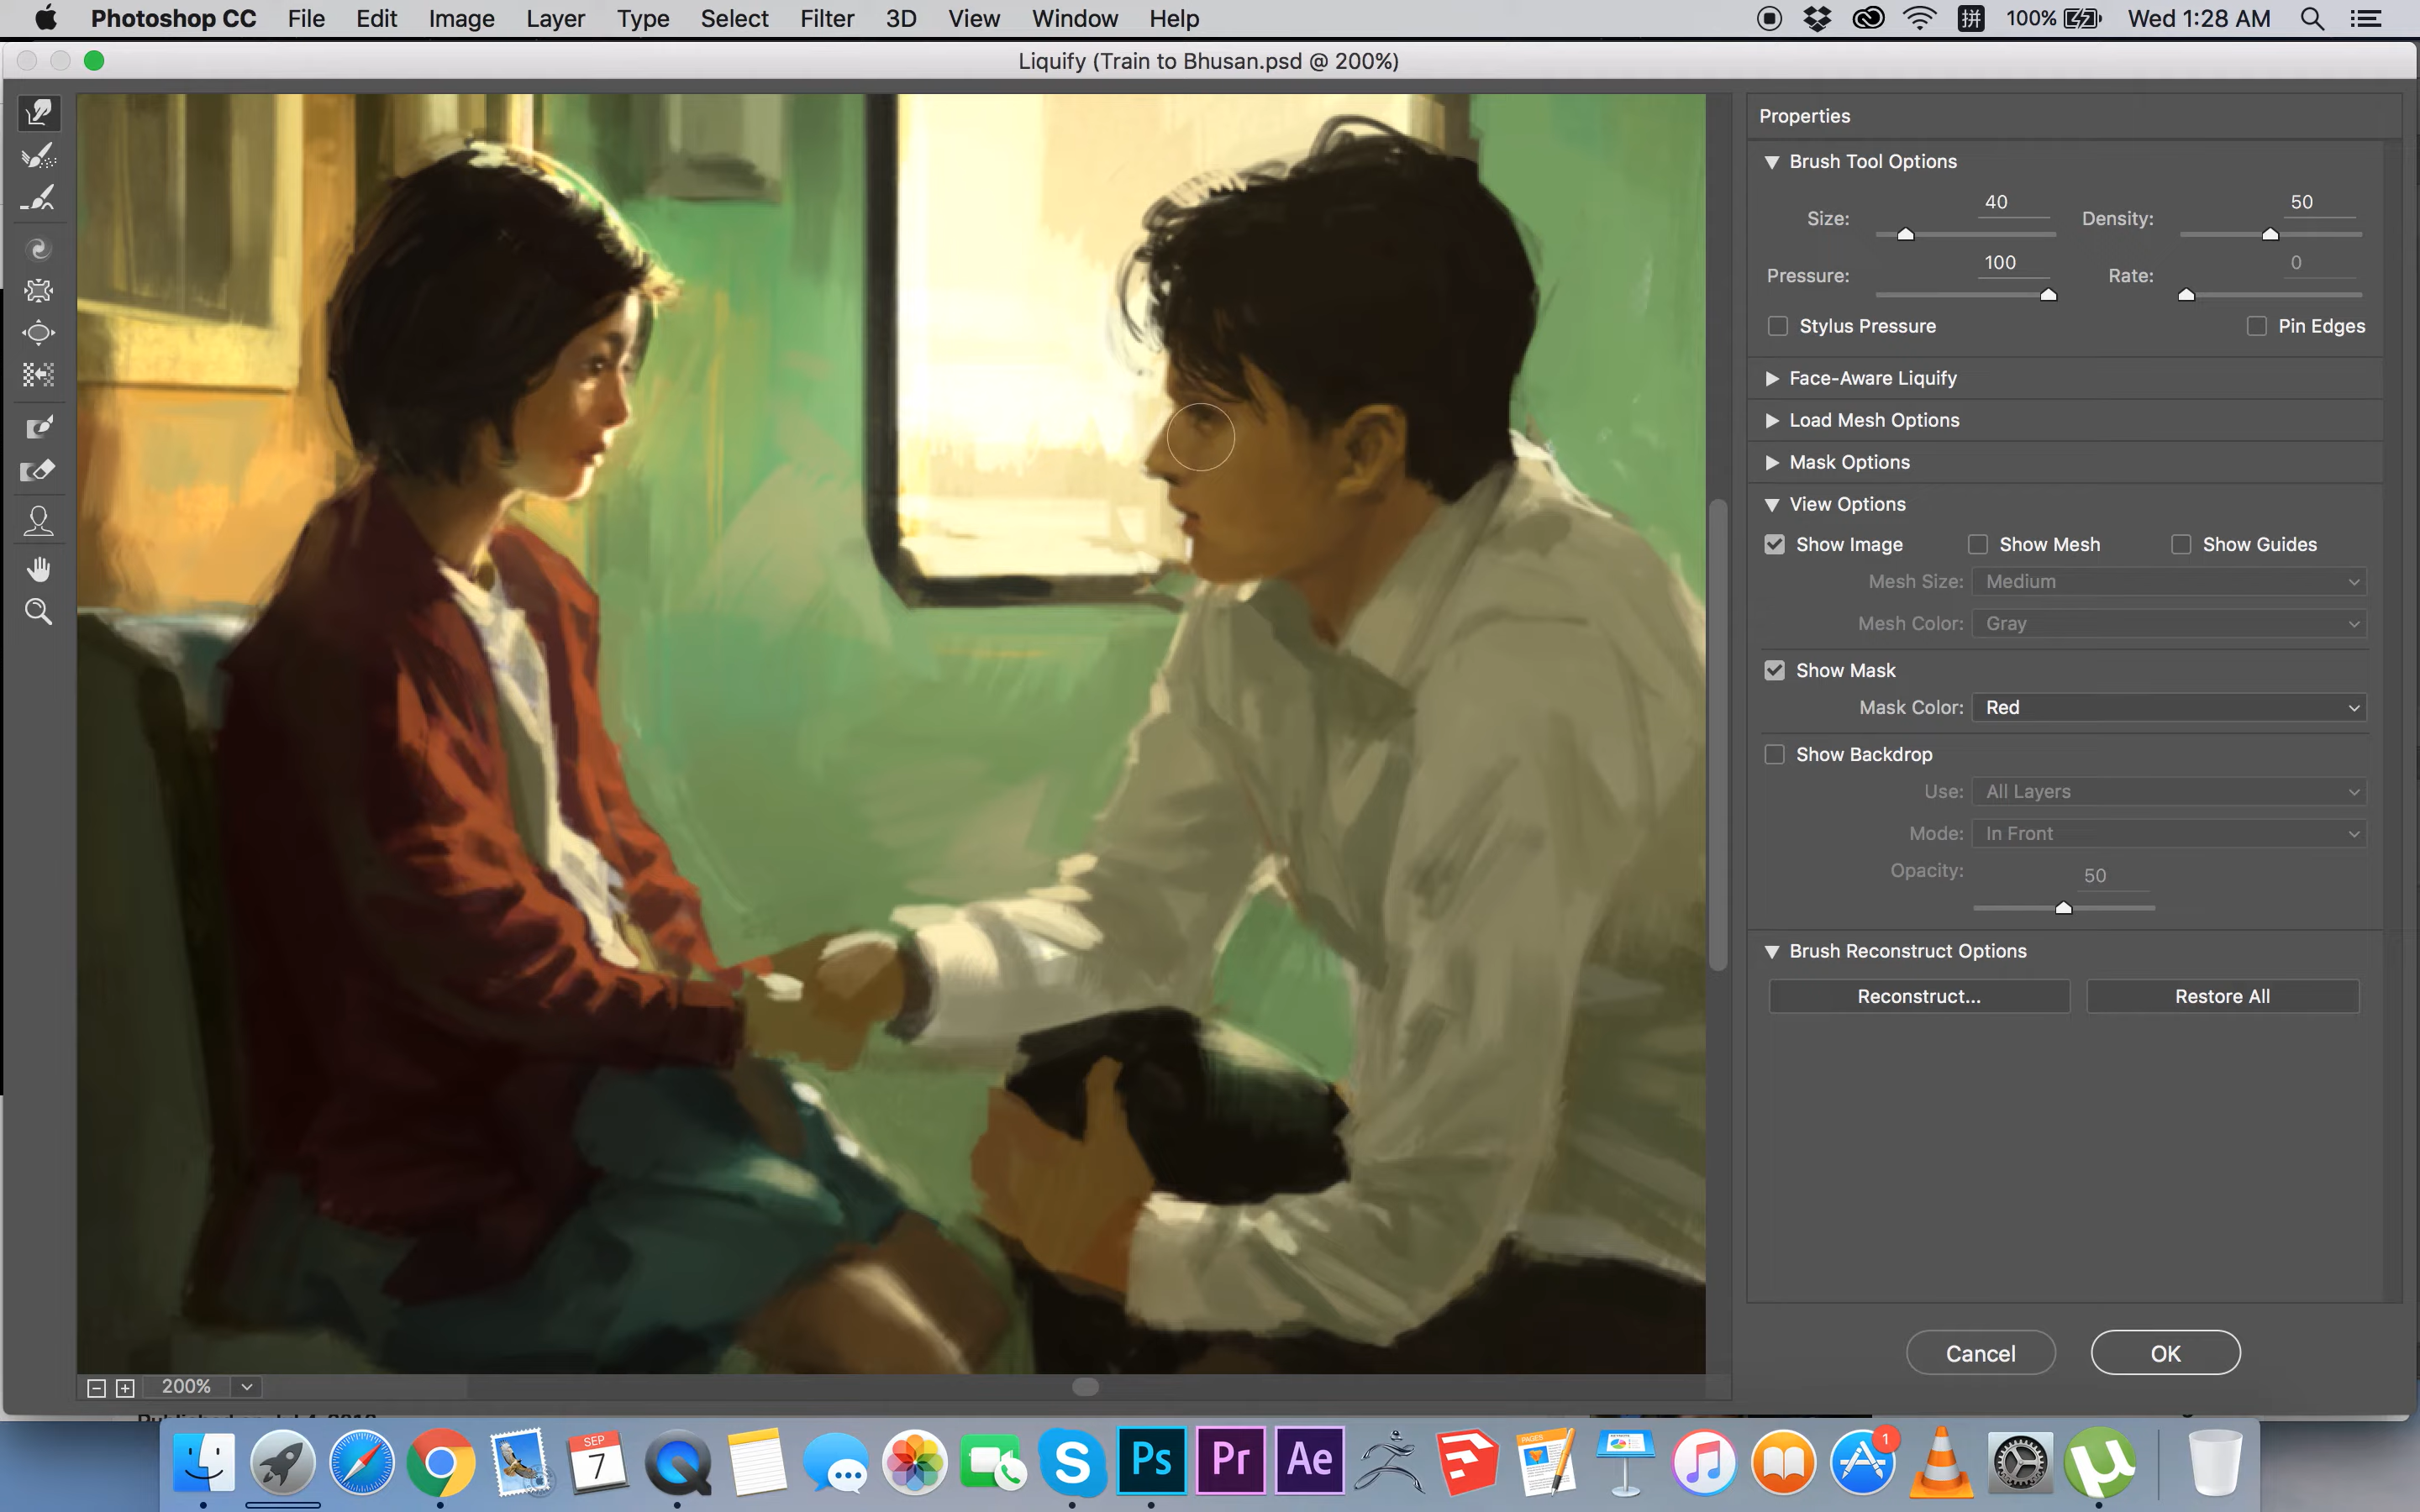 Photoshop CC File Edit Image Layer Type Select Filter 3D View Window Help 拼 100% Wed 1:28 AM
Liquify (Train to Bhusan.psd @ 200%)
Properties
Brush Tool Options
Size: 40 Density: 50
Pressure: 100 Rate: 0
Stylus Pressure Pin Edges
Face-Aware Liquify
Load Mesh Options
Mask Options
View Options
Show Image Show Mesh Show Guides
Mesh Size: Medium
Mesh Color: Gray
Show Mask
Mask Color: Red
Show Backdrop
Use: All Layers
Mode: In Front
Opacity: 50
Brush Reconstruct Options
Reconstruct... Restore All
Cancel OK
200%
SEP
7
S
Ps
Pr
Ae
PAGES
1
µ